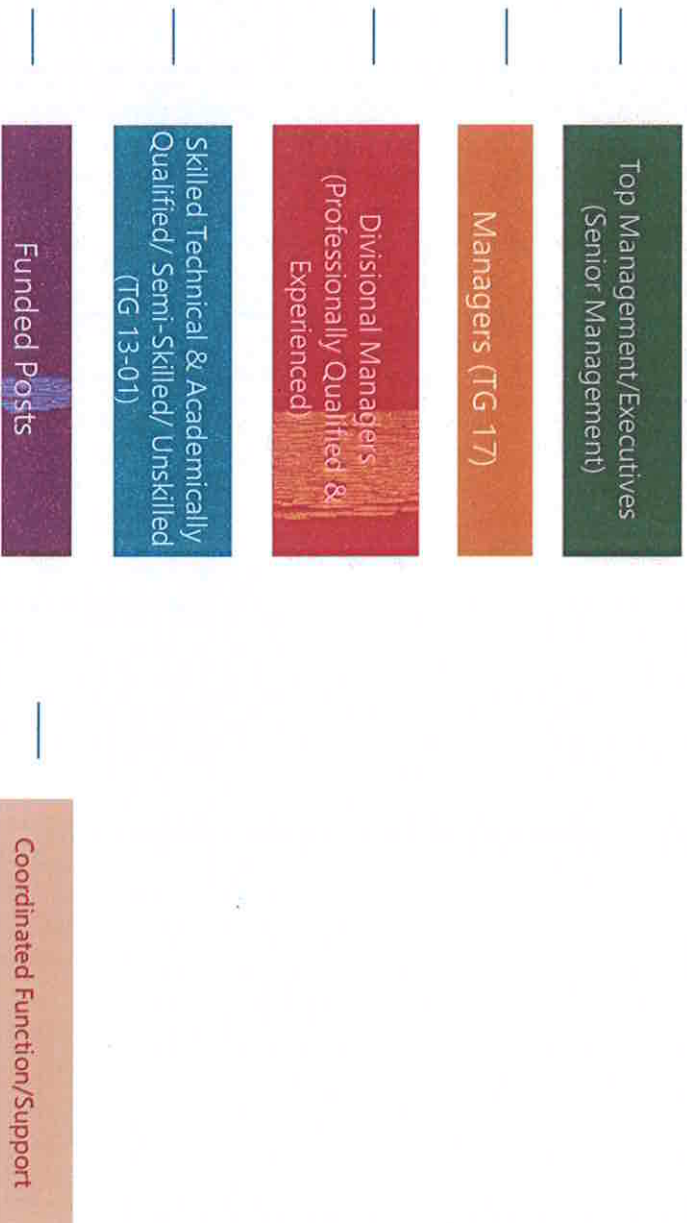 Top Management/Executives
(Senior Management)
Managers (TG 17)
Divisional Managers
(Professionally Qualified &
Experienced
Skilled Technical & Academically
Qualified/ Semi-Skilled/ Unskilled
(TG 13-01)
Funded Posts
Coordinated Function/Support